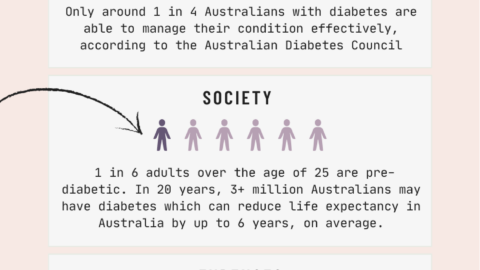 Only around 1 in 4 Australians with diabetes are
able to manage their condition effectively,
according to the Australian Diabetes Council
SOCIETY
1 in 6 adults over the age of 25 are pre-
diabetic. In 20 years, 3+ million Australians may
have diabetes which can reduce life expectancy in
Australia by up to 6 years, on average.